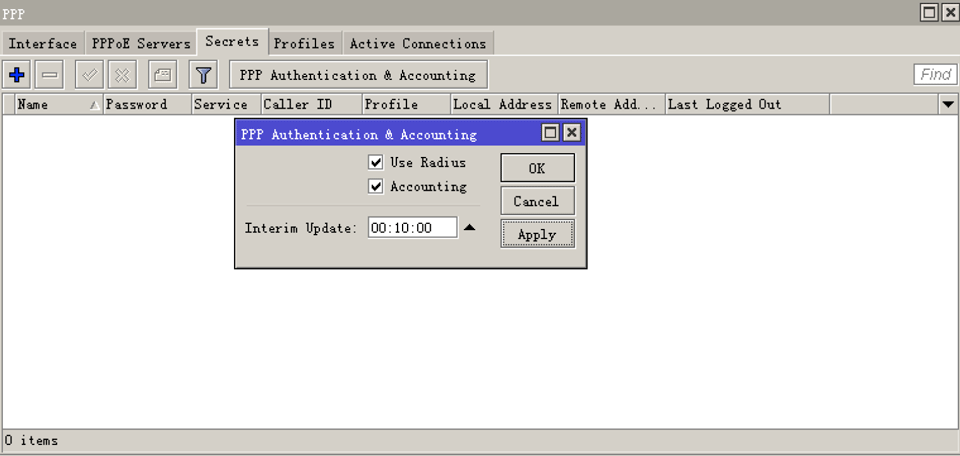 PPP
Interface PPPoE Servers Secrets Profiles Active Connections
PPP Authentication & Accounting Find
Name Password Service Caller ID Profile Local Address Remote Add... Last Logged Out
PPP Authentication & Accounting
Use Radius OK
Accounting
Cancel
Interim Update: 00:10:00
Apply
0 items